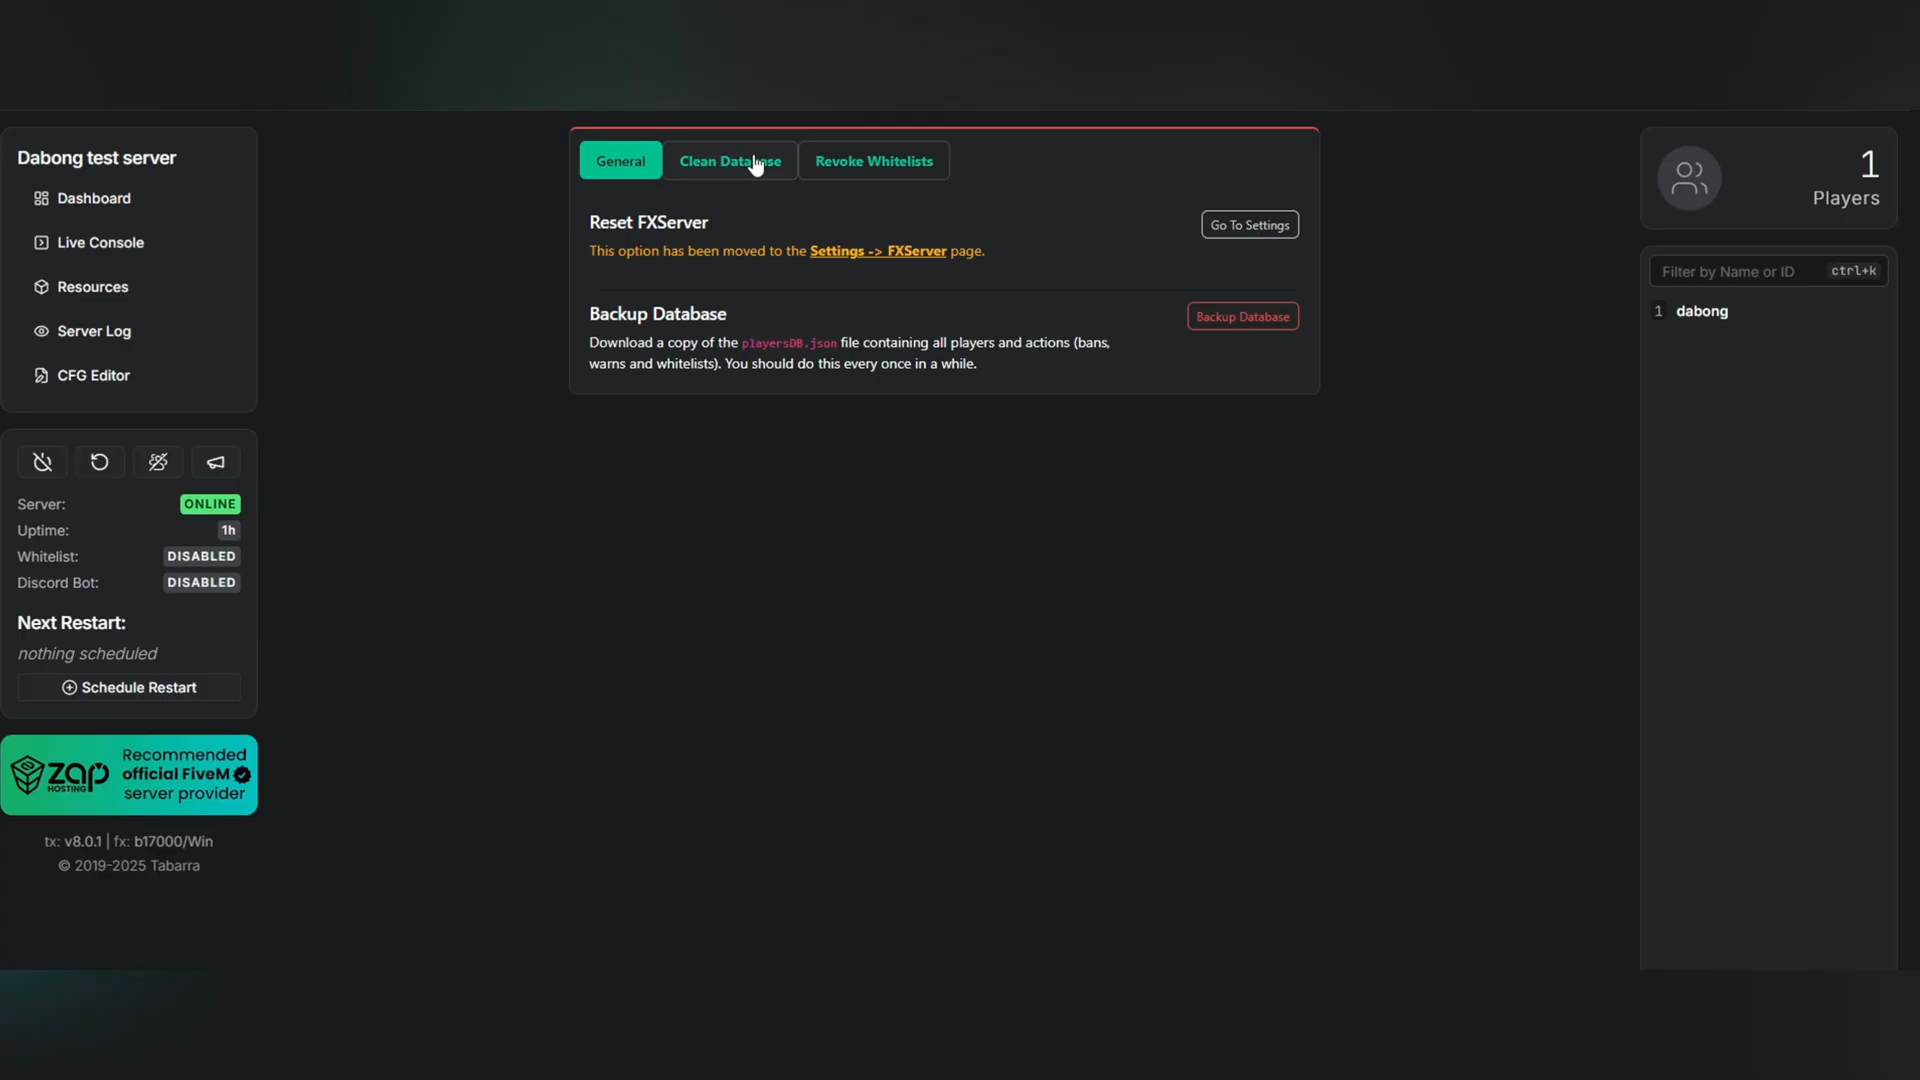 Dabong test server
Dashboard
Live Console
Resources
Server Log
CFG Editor
Server: ONLINE
Uptime: 1h
Whitelist: DISABLED
Discord Bot: DISABLED
Next Restart:
nothing scheduled
Schedule Restart
zap HOSTING
Recommended
official FiveM
server provider
tx: v8.0.1 | fx: b17000/Win
© 2019-2025 Tabarra
General Clean Database Revoke Whitelists
Reset FXServer
Go To Settings
This option has been moved to the Settings -> FXServer page.
Backup Database
Backup Database
Download a copy of the playersDB.json file containing all players and actions (bans,
warns and whitelists). You should do this every once in a while.
1
Players
Filter by Name or ID ctrl+k
1 dabong